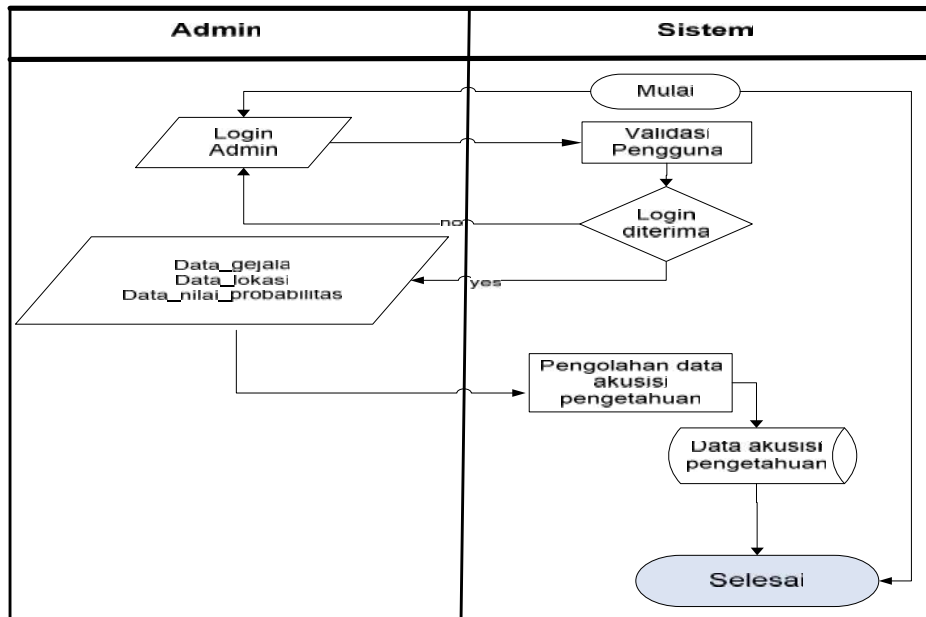 Admin
Sistem
Mulai
Login
Admin
Validasi
Pengguna
Login
diterima
no
yes
Data_gejala
Data_lokasi
Data_nilai_probabilitas
Pengolahan data
akusisi
pengetahuan
Data akusisi
pengetahuan
Selesai